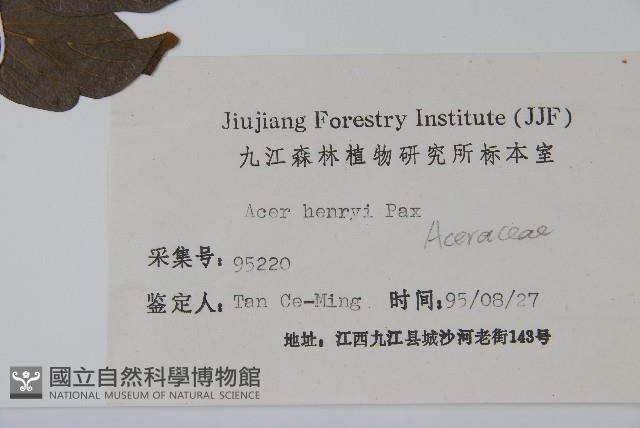 Jiujiang Forestry Institute (JJF)
九江森林植物研究所标本室
Acer henryi Pax
Aceraceae
采集号: 95220
鉴定人: Tan Ce-Ming 时间: 95/08/27
地址: 江西九江县城沙河老街143号
國立自然科學博物館
NATIONAL MUSEUM OF NATURAL SCIENCE